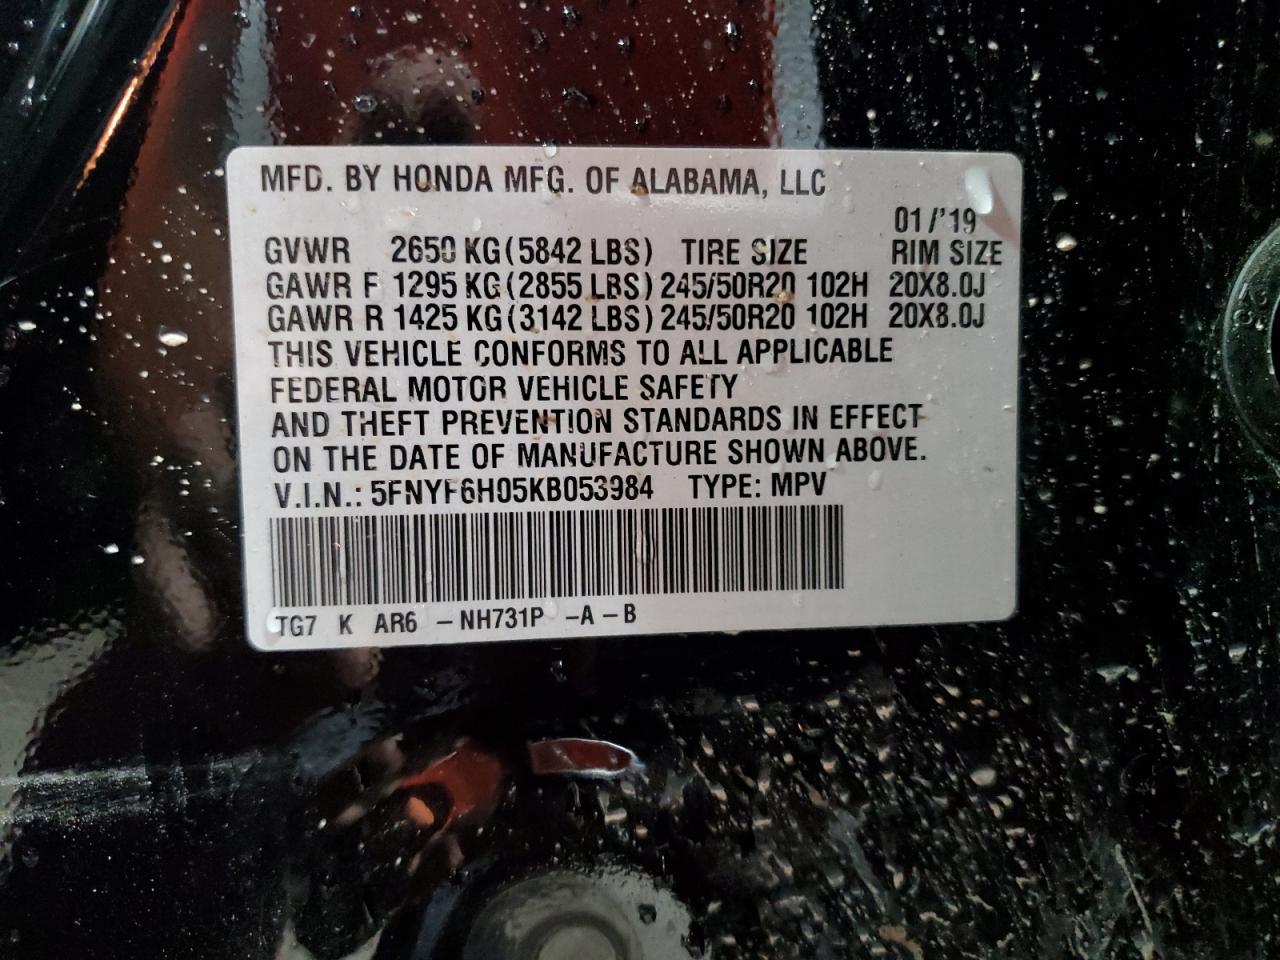 MFD. BY HONDA MFG. OF ALABAMA, LLC
01/'19
GVWR 2650 KG (5842 LBS) TIRE SIZE RIM SIZE
GAWR F 1295 KG (2855 LBS) 245/50R20 102H 20X8.0J
GAWR R 1425 KG (3142 LBS) 245/50R20 102H 20X8.0J
THIS VEHICLE CONFORMS TO ALL APPLICABLE
FEDERAL MOTOR VEHICLE SAFETY
AND THEFT PREVENTION STANDARDS IN EFFECT
ON THE DATE OF MANUFACTURE SHOWN ABOVE.
V.I.N.: 5FNYF6H05KB053984 TYPE: MPV
TG7 K AR6 – NH731P –A – B